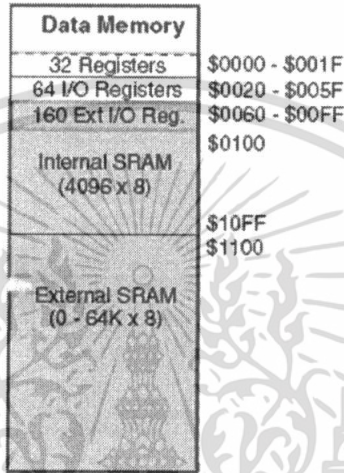 Data Memory
32 Registers $0000 - $001F
64 I/O Registers $0020 - $005F
160 Ext I/O Reg. $0060 - $00FF
$0100
Internal SRAM
(4096 x 8)
$10FF
$1100
External SRAM
(0 - 64K x 8)